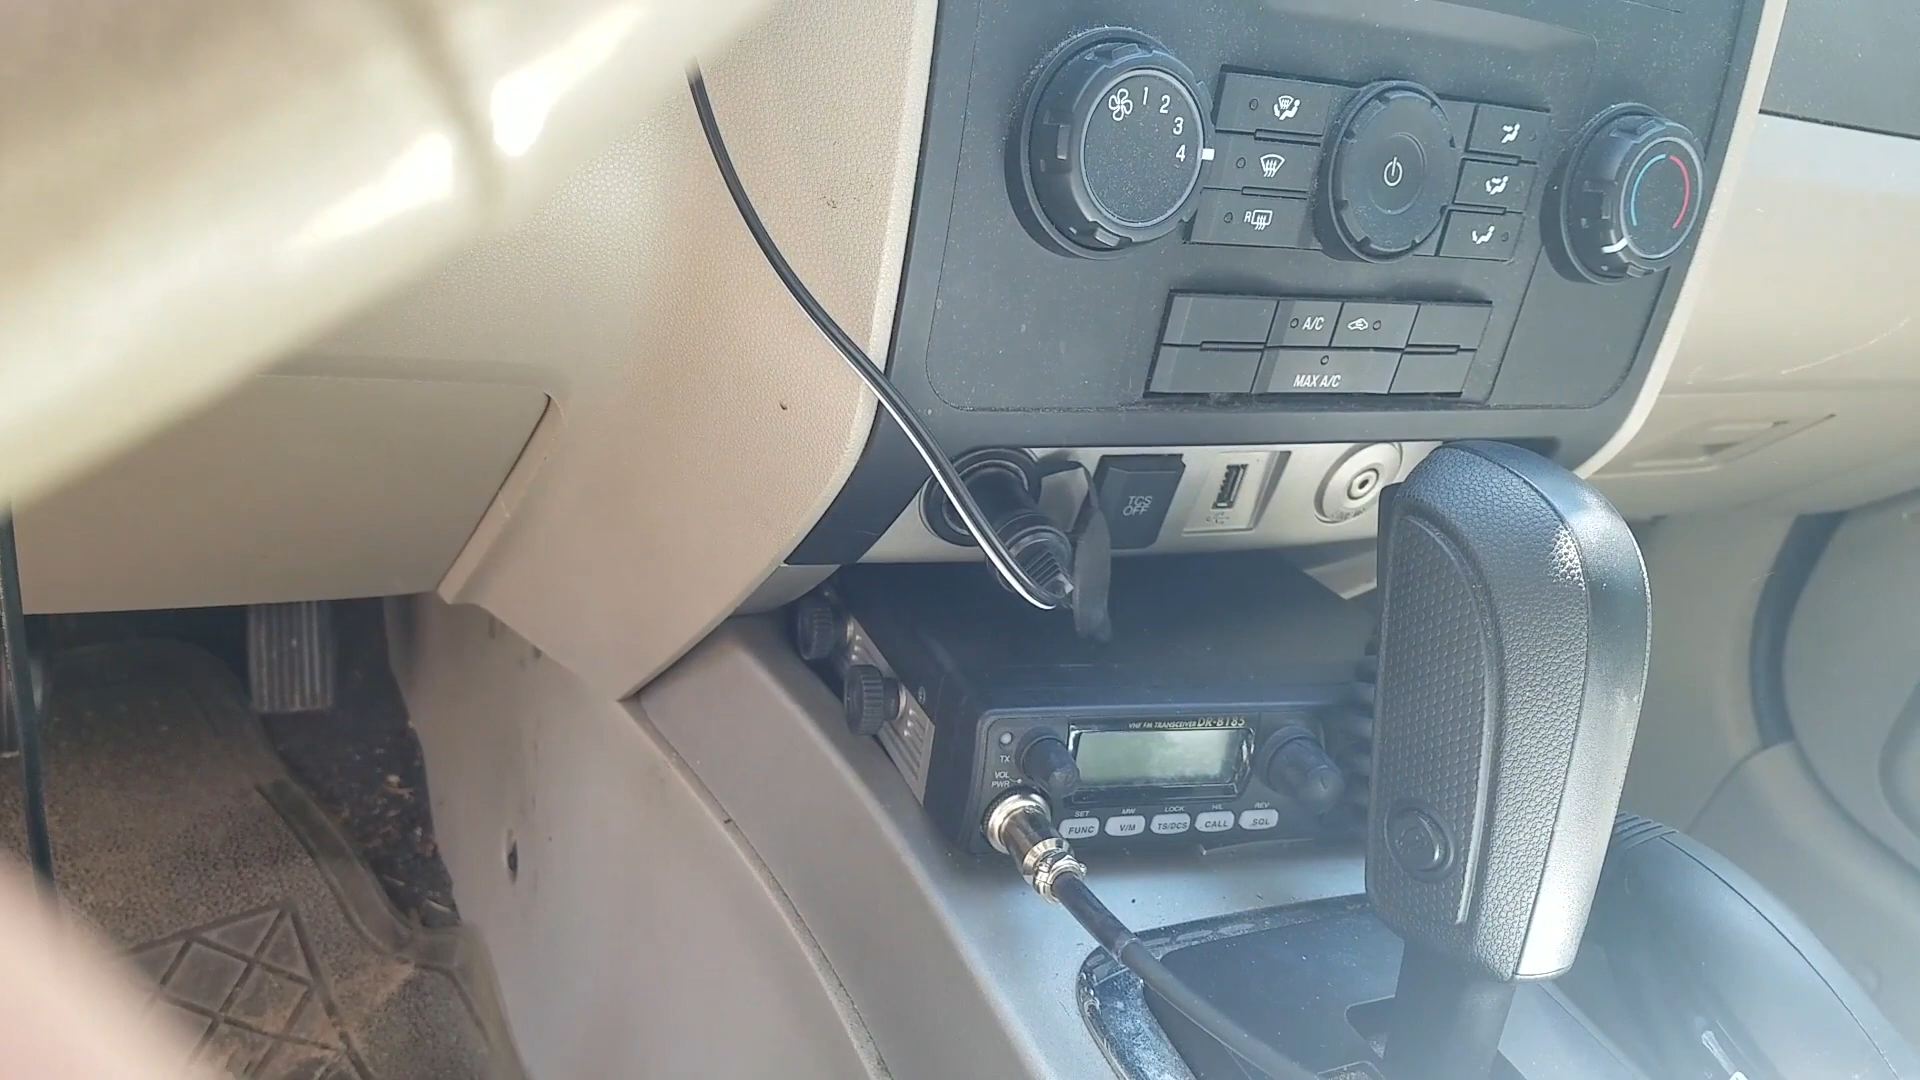 1
2
3
4
R
A/C
MAX A/C
TCS
OFF
VHF FM TRANSCEIVER DR-B185
TX
VOL
PWR
SET MW LOCK H/L REV
FUNC V/M TS/DCS CALL SQL